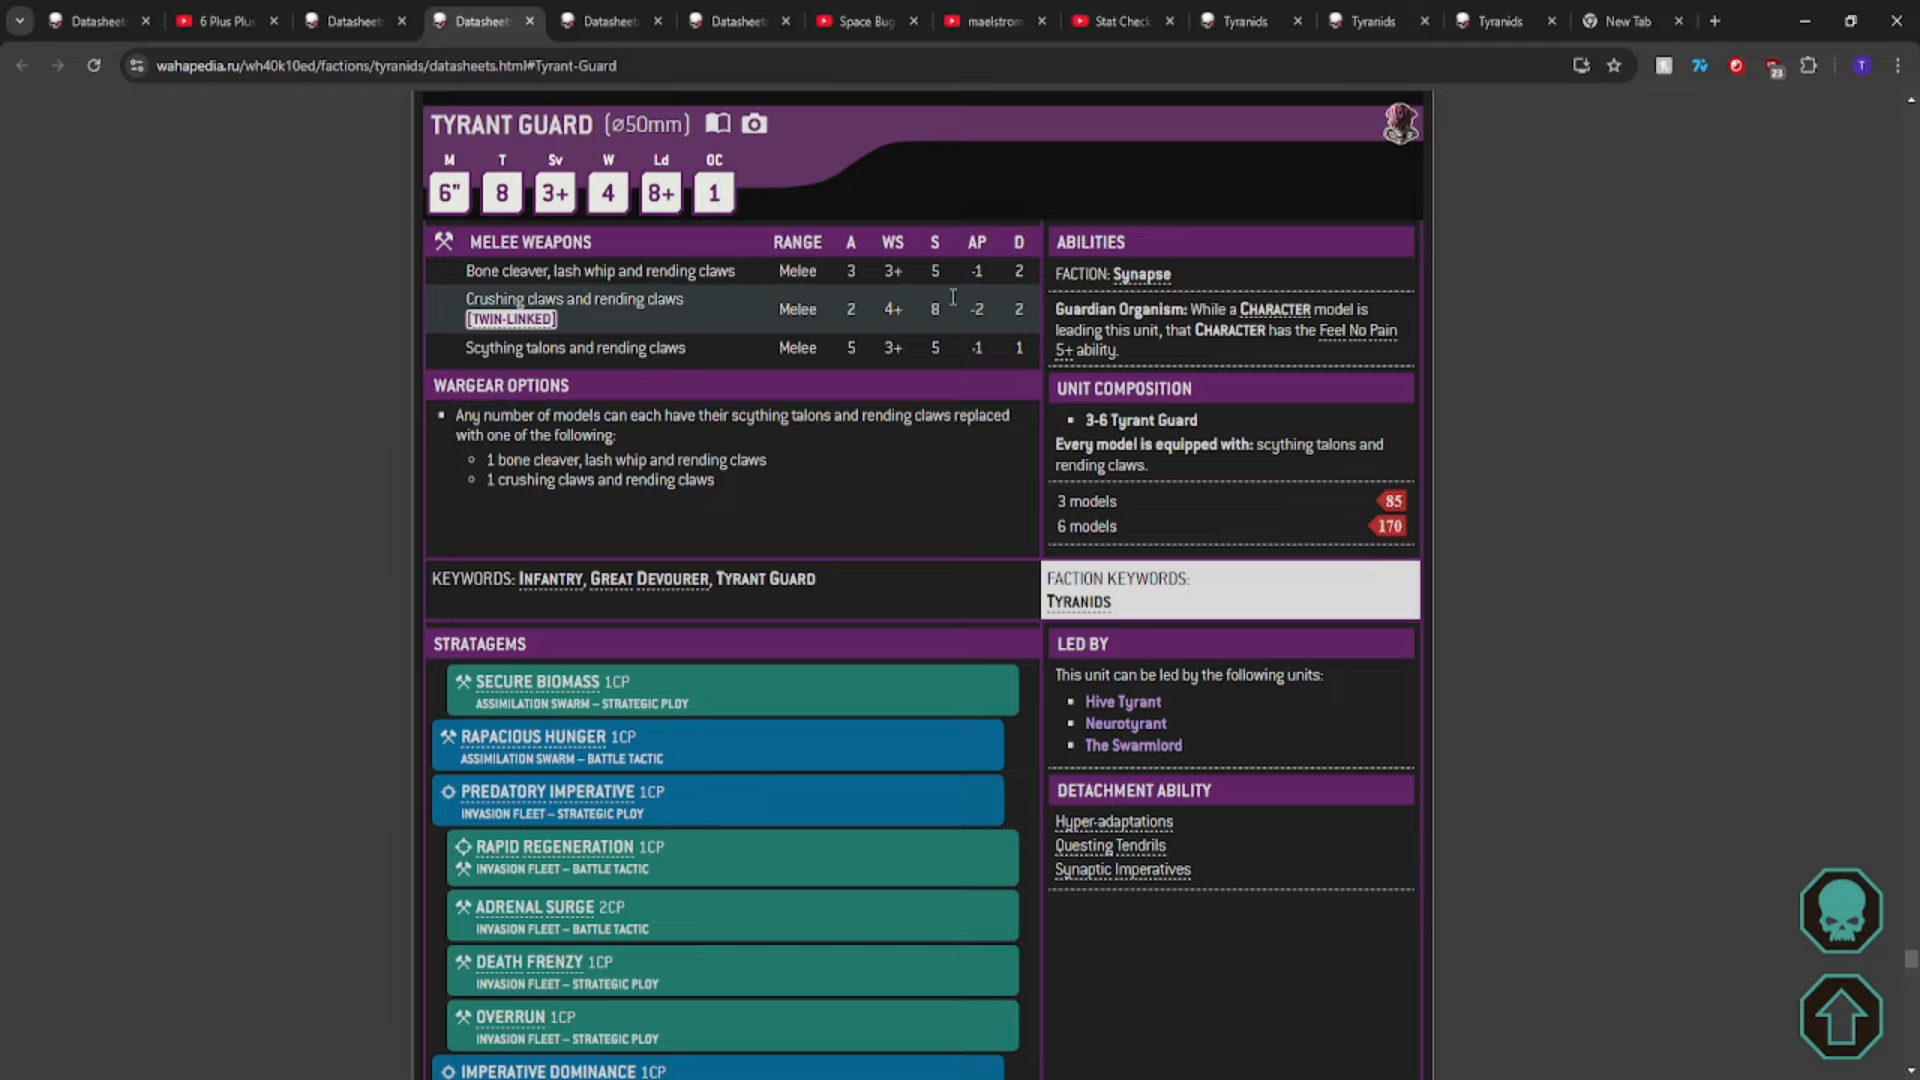 Datasheet
6 Plus Plus
Datasheet
Datasheet
Datasheet
Datasheet
Space Bug
maelstrom
Stat Check
Tyranids
Tyranids
Tyranids
New Tab
wahapedia.ru/wh40k10ed/factions/tyranids/datasheets.html#Tyrant-Guard
23
T
TYRANT GUARD (⌀50mm)
M T Sv W Ld OC
6" 8 3+ 4 8+ 1
MELEE WEAPONS RANGE A WS S AP D
Bone cleaver, lash whip and rending claws Melee 3 3+ 5 -1 2
Crushing claws and rending claws
[TWIN-LINKED] Melee 2 4+ 8 -2 2
Scything talons and rending claws Melee 5 3+ 5 -1 1
WARGEAR OPTIONS
▪ Any number of models can each have their scything talons and rending claws replaced
with one of the following:
◦ 1 bone cleaver, lash whip and rending claws
◦ 1 crushing claws and rending claws
ABILITIES
FACTION: Synapse
Guardian Organism: While a CHARACTER model is
leading this unit, that CHARACTER has the Feel No Pain
5+ ability.
UNIT COMPOSITION
▪ 3-6 Tyrant Guard
Every model is equipped with: scything talons and
rending claws.
3 models 85
6 models 170
KEYWORDS: INFANTRY, GREAT DEVOURER, TYRANT GUARD
FACTION KEYWORDS:
TYRANIDS
STRATAGEMS
SECURE BIOMASS 1CP
ASSIMILATION SWARM – STRATEGIC PLOY
RAPACIOUS HUNGER 1CP
ASSIMILATION SWARM – BATTLE TACTIC
PREDATORY IMPERATIVE 1CP
INVASION FLEET – STRATEGIC PLOY
RAPID REGENERATION 1CP
INVASION FLEET – BATTLE TACTIC
ADRENAL SURGE 2CP
INVASION FLEET – BATTLE TACTIC
DEATH FRENZY 1CP
INVASION FLEET – STRATEGIC PLOY
OVERRUN 1CP
INVASION FLEET – STRATEGIC PLOY
IMPERATIVE DOMINANCE 1CP
LED BY
This unit can be led by the following units:
▪ Hive Tyrant
▪ Neurotyrant
▪ The Swarmlord
DETACHMENT ABILITY
Hyper-adaptations
Questing Tendrils
Synaptic Imperatives